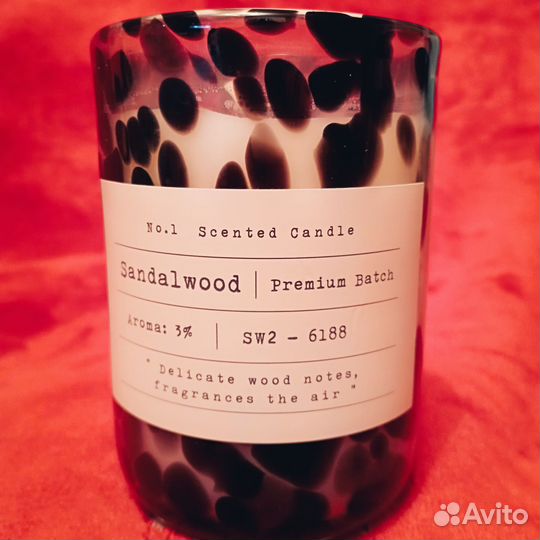 No.1 Scented Candle
Sandalwood | Premium Batch
Aroma: 3% | SW2 - 6188
" Delicate wood notes,
fragrances the air "
Avito